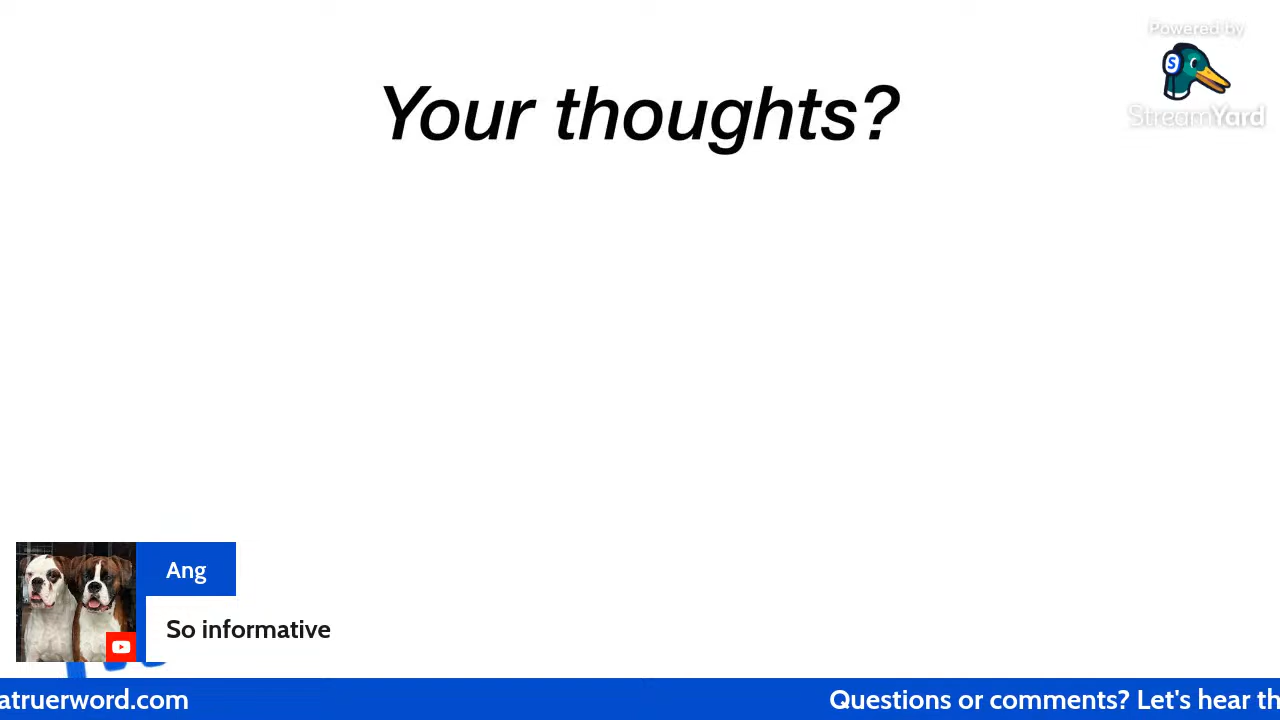 Powered by
StreamYard
Your thoughts?
Ang
So informative
atruerword.com
Questions or comments? Let's hear th